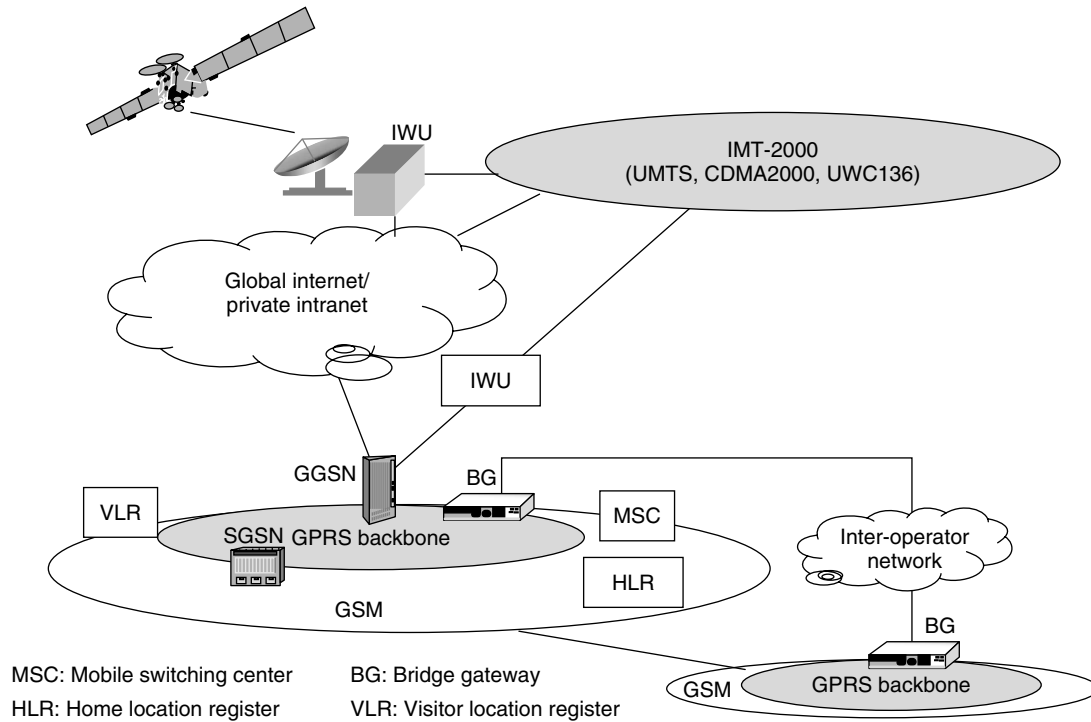 IWU
IMT-2000
(UMTS, CDMA2000, UWC136)
Global internet/
private intranet
IWU
GGSN
BG
VLR
MSC
SGSN
GPRS backbone
Inter-operator
network
HLR
GSM
BG
MSC: Mobile switching center
BG: Bridge gateway
GSM
GPRS backbone
HLR: Home location register
VLR: Visitor location register